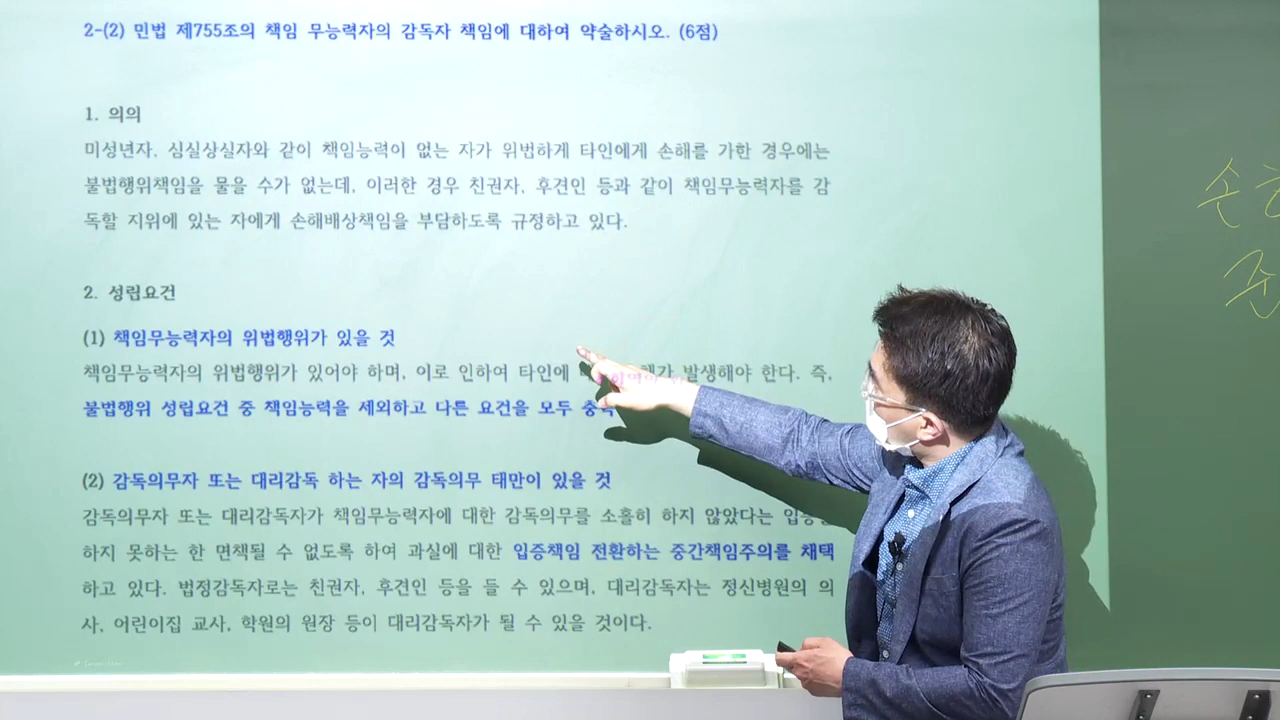 2-(2) 민법 제755조의 책임 무능력자의 감독자 책임에 대하여 약술하시오. (6점)
1. 의의
미성년자, 심실상실자와 같이 책임능력이 없는 자가 위법하게 타인에게 손해를 가한 경우에는
불법행위책임을 물을 수가 없는데, 이러한 경우 친권자, 후견인 등과 같이 책임무능력자를 감
독할 지위에 있는 자에게 손해배상책임을 부담하도록 규정하고 있다.
2. 성립요건
(1) 책임무능력자의 위법행위가 있을 것
책임무능력자의 위법행위가 있어야 하며, 이로 인하여 타인에 발생해야 한다. 즉,
불법행위 성립요건 중 책임능력을 제외하고 다른 요건을 모두
(2) 감독의무자 또는 대리감독 하는 자의 감독의무 태만이 있을 것
감독의무자 또는 대리감독자가 책임무능력자에 대한 감독의무를 소홀히 하지 않았다는
하지 못하는 한 면책될 수 없도록 하여 과실에 대한 입증책임 전환하는 중간책임주의를 채택
하고 있다. 법정감독자로는 친권자, 후견인 등을 들 수 있으며, 대리감독자는 정신병원의 의
사, 어린이집 교사, 학원의 원장 등이 대리감독자가 될 수 있을 것이다.
손
준